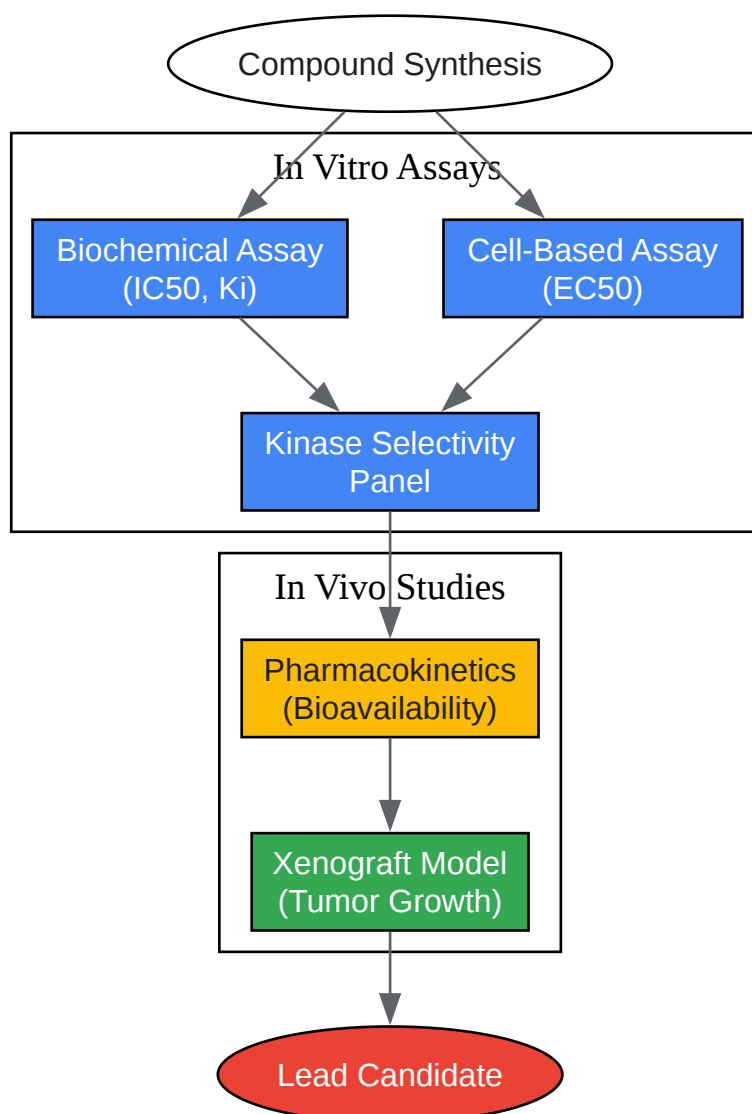 Compound Synthesis
In Vitro Assays
Biochemical Assay
(IC50, Ki)
Cell-Based Assay
(EC50)
Kinase Selectivity
Panel
In Vivo Studies
Pharmacokinetics
(Bioavailability)
Xenograft Model
(Tumor Growth)
Lead Candidate